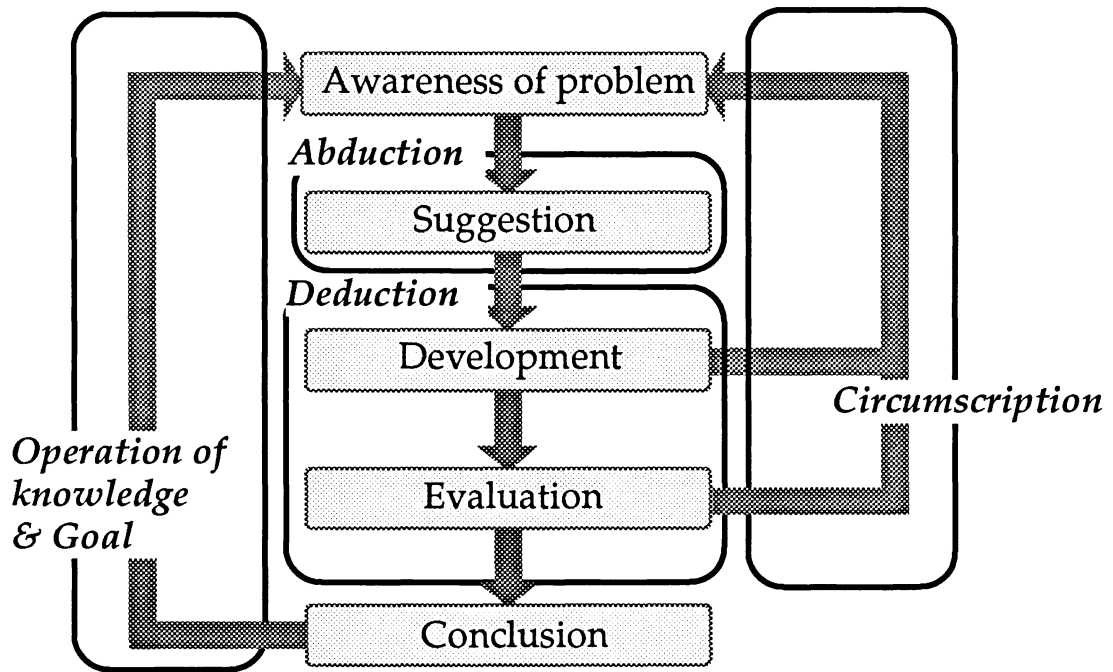 Awareness of problem
Abduction
Suggestion
Deduction
Development
Circumscription
Operation of
knowledge
& Goal
Evaluation
Conclusion